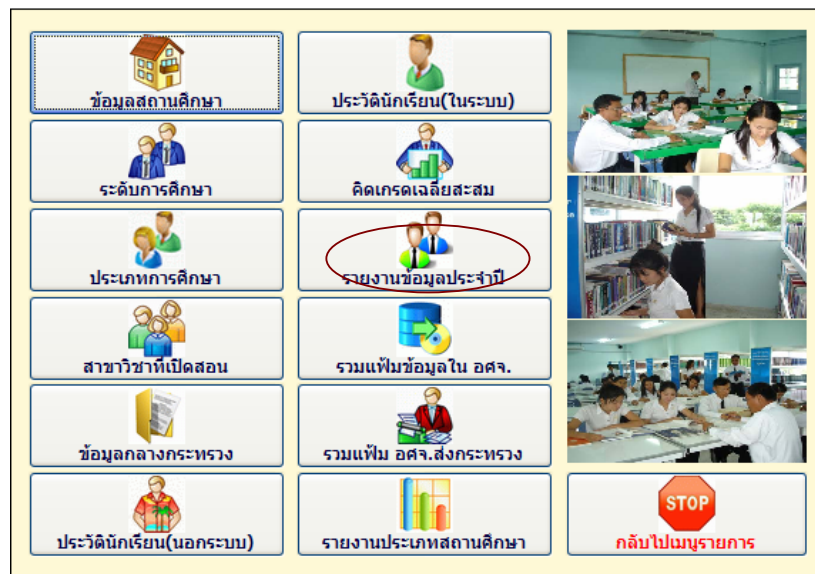 ข้อมูลสถานศึกษา
ประวัตินักเรียน(ในระบบ)
ระดับการศึกษา
คิดเกรดเฉลี่ยสะสม
ประเภทการศึกษา
รายงานข้อมูลประจำปี
สาขาวิชาที่เปิดสอน
รวมแฟ้มข้อมูลใน อศจ.
ข้อมูลกลางกระทรวง
รวมแฟ้ม อศจ.ส่งกระทรวง
ประวัตินักเรียน(นอกระบบ)
รายงานประเภทสถานศึกษา
STOP
กลับไปเมนูรายการ